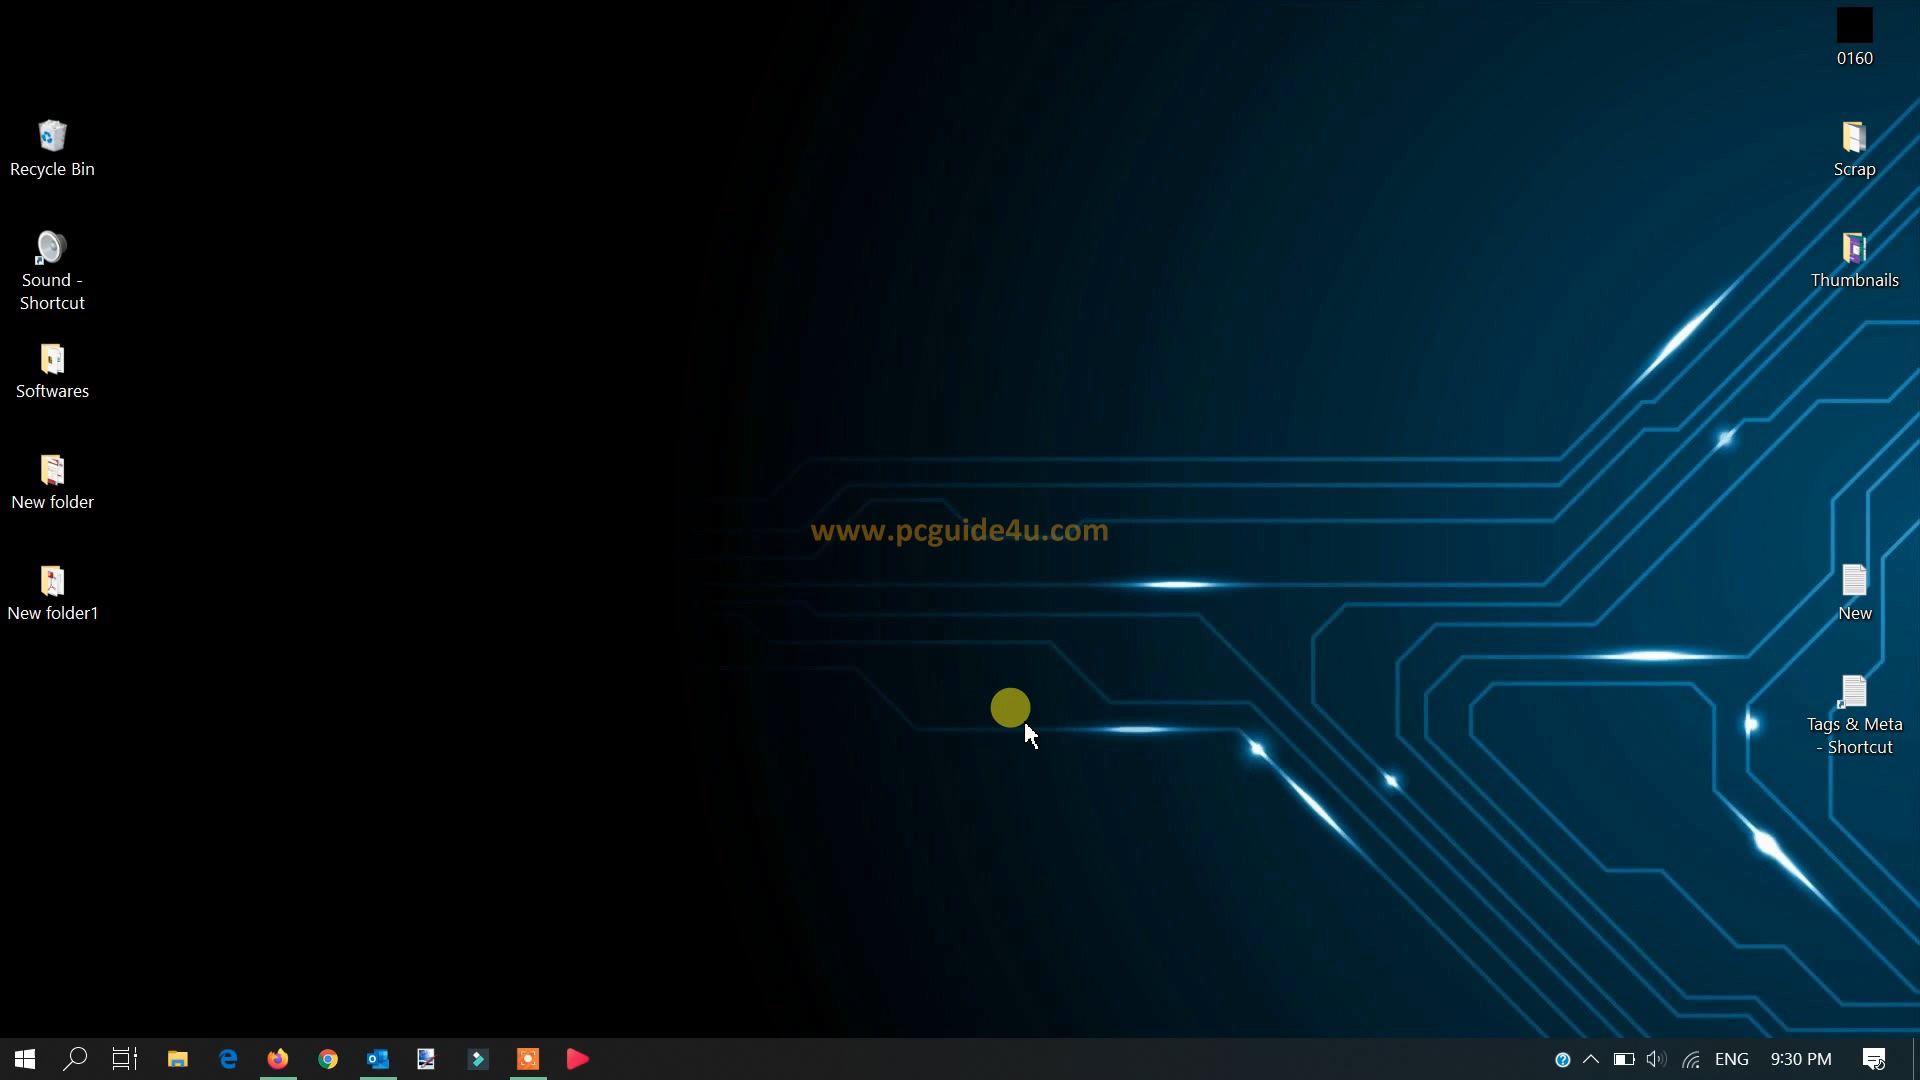 0160
Recycle Bin
Scrap
Sound -
Shortcut
Thumbnails
Softwares
New folder
www.pcguide4u.com
New folder1
New
Tags & Meta
- Shortcut
ENG
9:30 PM